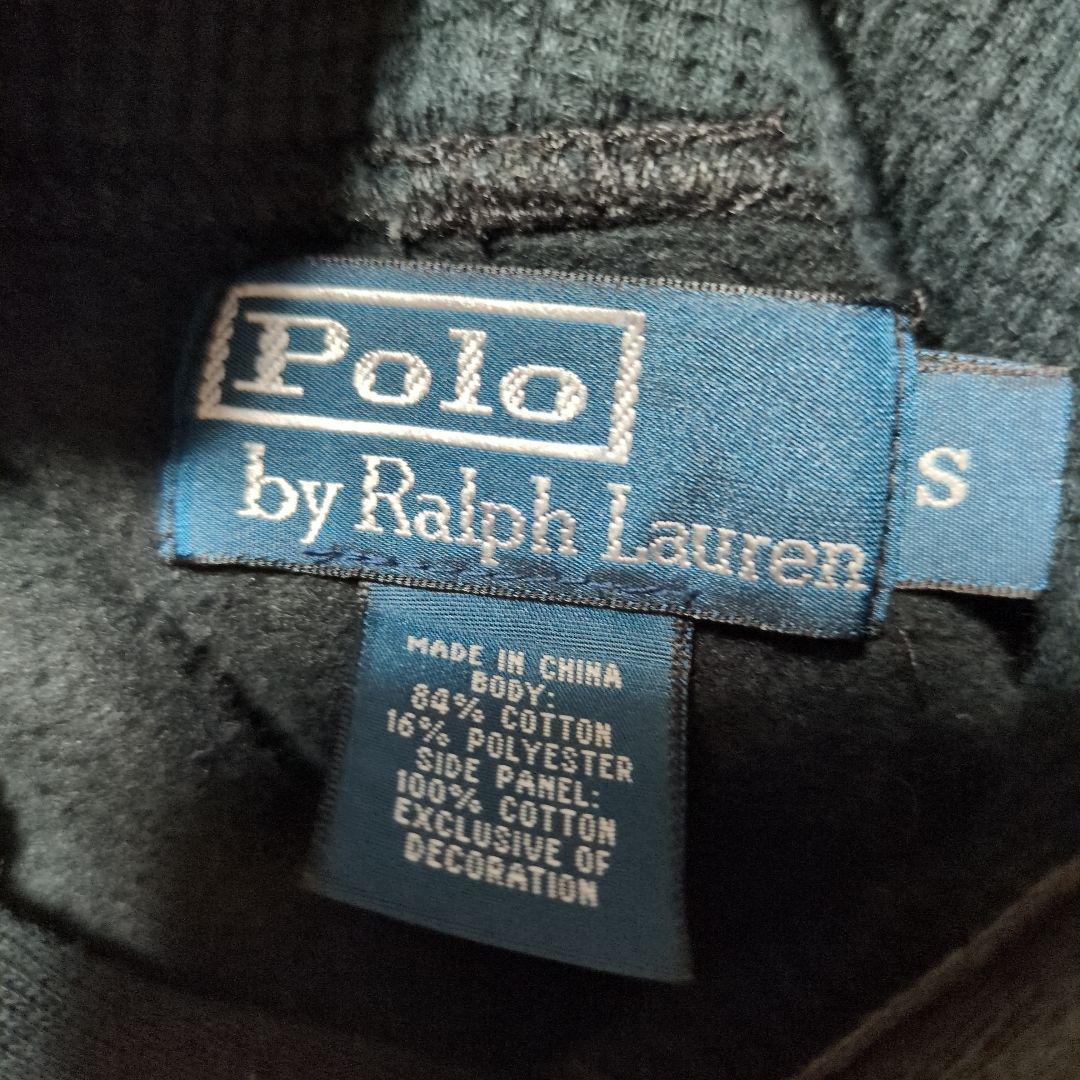 Polo
by Ralph Lauren
S
MADE IN CHINA
BODY:
84% COTTON
16% POLYESTER
SIDE PANEL:
100% COTTON
EXCLUSIVE OF
DECORATION